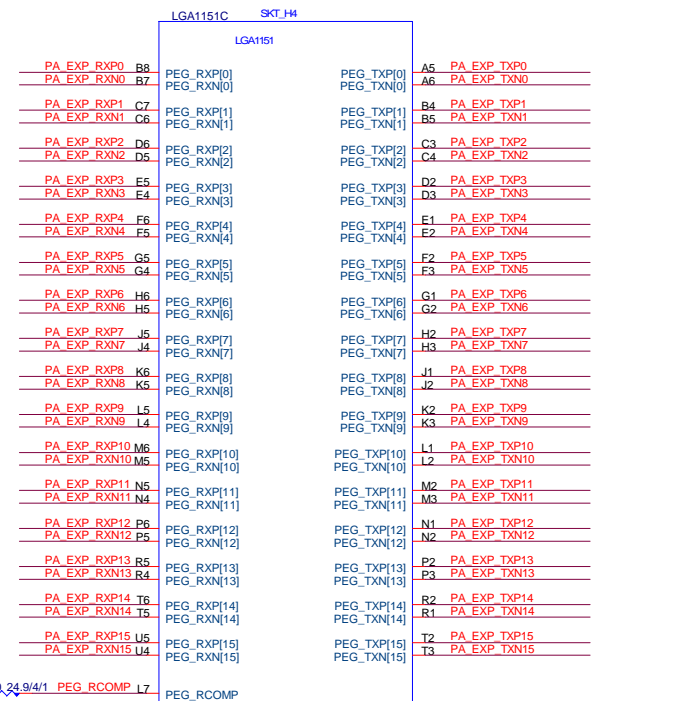 LGA1151C SKT_H4
LGA1151
PA_EXP_RXP0 B8 PEG_RXP[0] PEG_TXP[0] A5 PA_EXP_TXP0
PA_EXP_RXN0 B7 PEG_RXN[0] PEG_TXN[0] A6 PA_EXP_TXN0
PA_EXP_RXP1 C7 PEG_RXP[1] PEG_TXP[1] B4 PA_EXP_TXP1
PA_EXP_RXN1 C6 PEG_RXN[1] PEG_TXN[1] B5 PA_EXP_TXN1
PA_EXP_RXP2 D6 PEG_RXP[2] PEG_TXP[2] C3 PA_EXP_TXP2
PA_EXP_RXN2 D5 PEG_RXN[2] PEG_TXN[2] C4 PA_EXP_TXN2
PA_EXP_RXP3 E5 PEG_RXP[3] PEG_TXP[3] D2 PA_EXP_TXP3
PA_EXP_RXN3 E4 PEG_RXN[3] PEG_TXN[3] D3 PA_EXP_TXN3
PA_EXP_RXP4 F6 PEG_RXP[4] PEG_TXP[4] E1 PA_EXP_TXP4
PA_EXP_RXN4 F5 PEG_RXN[4] PEG_TXN[4] E2 PA_EXP_TXN4
PA_EXP_RXP5 G5 PEG_RXP[5] PEG_TXP[5] F2 PA_EXP_TXP5
PA_EXP_RXN5 G4 PEG_RXN[5] PEG_TXN[5] F3 PA_EXP_TXN5
PA_EXP_RXP6 H6 PEG_RXP[6] PEG_TXP[6] G1 PA_EXP_TXP6
PA_EXP_RXN6 H5 PEG_RXN[6] PEG_TXN[6] G2 PA_EXP_TXN6
PA_EXP_RXP7 J5 PEG_RXP[7] PEG_TXP[7] H2 PA_EXP_TXP7
PA_EXP_RXN7 J4 PEG_RXN[7] PEG_TXN[7] H3 PA_EXP_TXN7
PA_EXP_RXP8 K6 PEG_RXP[8] PEG_TXP[8] J1 PA_EXP_TXP8
PA_EXP_RXN8 K5 PEG_RXN[8] PEG_TXN[8] J2 PA_EXP_TXN8
PA_EXP_RXP9 L5 PEG_RXP[9] PEG_TXP[9] K2 PA_EXP_TXP9
PA_EXP_RXN9 L4 PEG_RXN[9] PEG_TXN[9] K3 PA_EXP_TXN9
PA_EXP_RXP10 M6 PEG_RXP[10] PEG_TXP[10] L1 PA_EXP_TXP10
PA_EXP_RXN10 M5 PEG_RXN[10] PEG_TXN[10] L2 PA_EXP_TXN10
PA_EXP_RXP11 N5 PEG_RXP[11] PEG_TXP[11] M2 PA_EXP_TXP11
PA_EXP_RXN11 N4 PEG_RXN[11] PEG_TXN[11] M3 PA_EXP_TXN11
PA_EXP_RXP12 P6 PEG_RXP[12] PEG_TXP[12] N1 PA_EXP_TXP12
PA_EXP_RXN12 P5 PEG_RXN[12] PEG_TXN[12] N2 PA_EXP_TXN12
PA_EXP_RXP13 R5 PEG_RXP[13] PEG_TXP[13] P2 PA_EXP_TXP13
PA_EXP_RXN13 R4 PEG_RXN[13] PEG_TXN[13] P3 PA_EXP_TXN13
PA_EXP_RXP14 T6 PEG_RXP[14] PEG_TXP[14] R2 PA_EXP_TXP14
PA_EXP_RXN14 T5 PEG_RXN[14] PEG_TXN[14] R1 PA_EXP_TXN14
PA_EXP_RXP15 U5 PEG_RXP[15] PEG_TXP[15] T2 PA_EXP_TXP15
PA_EXP_RXN15 U4 PEG_RXN[15] PEG_TXN[15] T3 PA_EXP_TXN15
24.9/4/1 PEG_RCOMP L7 PEG_RCOMP